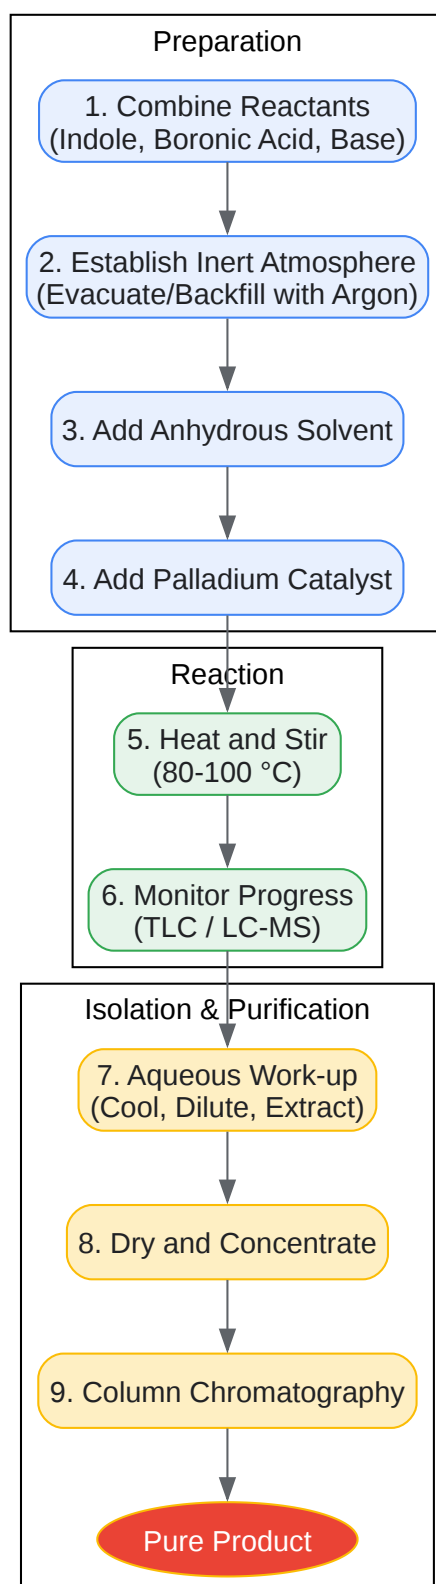 Preparation
1. Combine Reactants
(Indole, Boronic Acid, Base)
2. Establish Inert Atmosphere
(Evacuate/Backfill with Argon)
3. Add Anhydrous Solvent
4. Add Palladium Catalyst
Reaction
5. Heat and Stir
(80-100 °C)
6. Monitor Progress
(TLC / LC-MS)
Isolation & Purification
7. Aqueous Work-up
(Cool, Dilute, Extract)
8. Dry and Concentrate
9. Column Chromatography
Pure Product